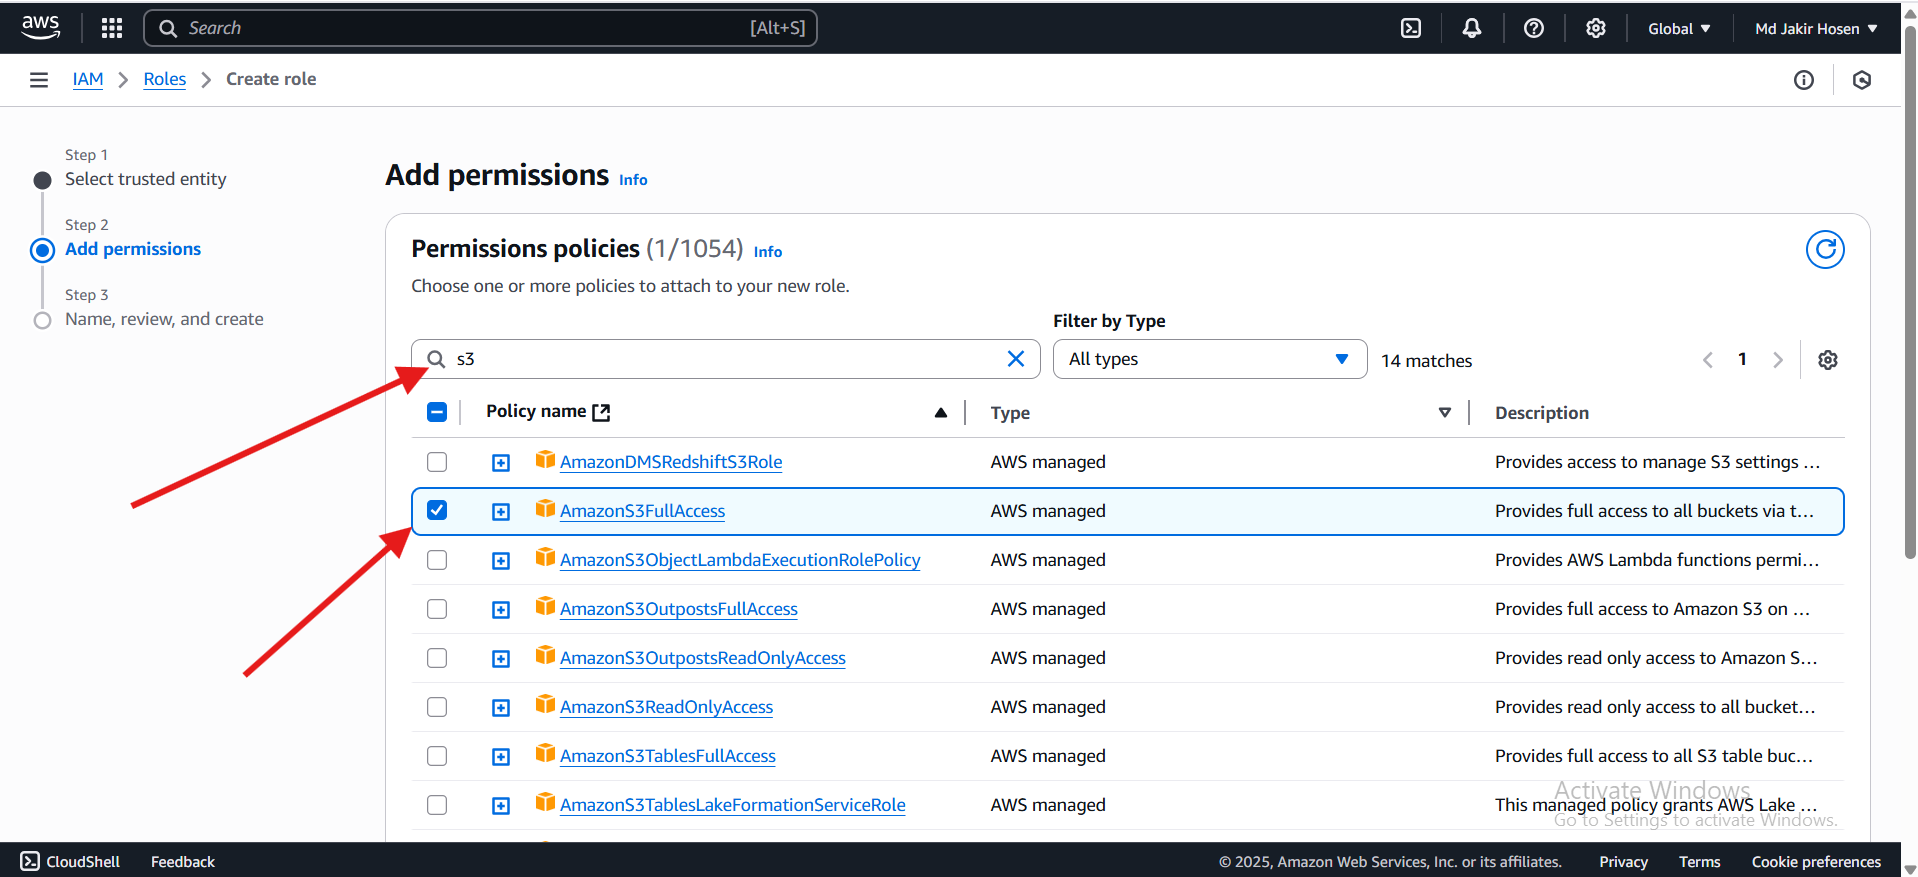 aws
Search [Alt+S]
Global
Md Jakir Hosen
IAM
Roles
Create role
Step 1
Select trusted entity
Step 2
Add permissions
Step 3
Name, review, and create
Add permissions Info
Permissions policies (1/1054) Info
Choose one or more policies to attach to your new role.
Filter by Type
s3
All types
14 matches
1
Policy name Type Description
AmazonDMSRedshiftS3Role AWS managed Provides access to manage S3 settings ...
AmazonS3FullAccess AWS managed Provides full access to all buckets via t...
AmazonS3ObjectLambdaExecutionRolePolicy AWS managed Provides AWS Lambda functions permi...
AmazonS3OutpostsFullAccess AWS managed Provides full access to Amazon S3 on ...
AmazonS3OutpostsReadOnlyAccess AWS managed Provides read only access to Amazon S...
AmazonS3ReadOnlyAccess AWS managed Provides read only access to all bucket...
AmazonS3TablesFullAccess AWS managed Provides full access to all S3 table buc...
AmazonS3TablesLakeFormationServiceRole AWS managed This managed policy grants AWS Lake ...
Activate Windows
Go to Settings to activate Windows.
CloudShell
Feedback
© 2025, Amazon Web Services, Inc. or its affiliates.
Privacy
Terms
Cookie preferences